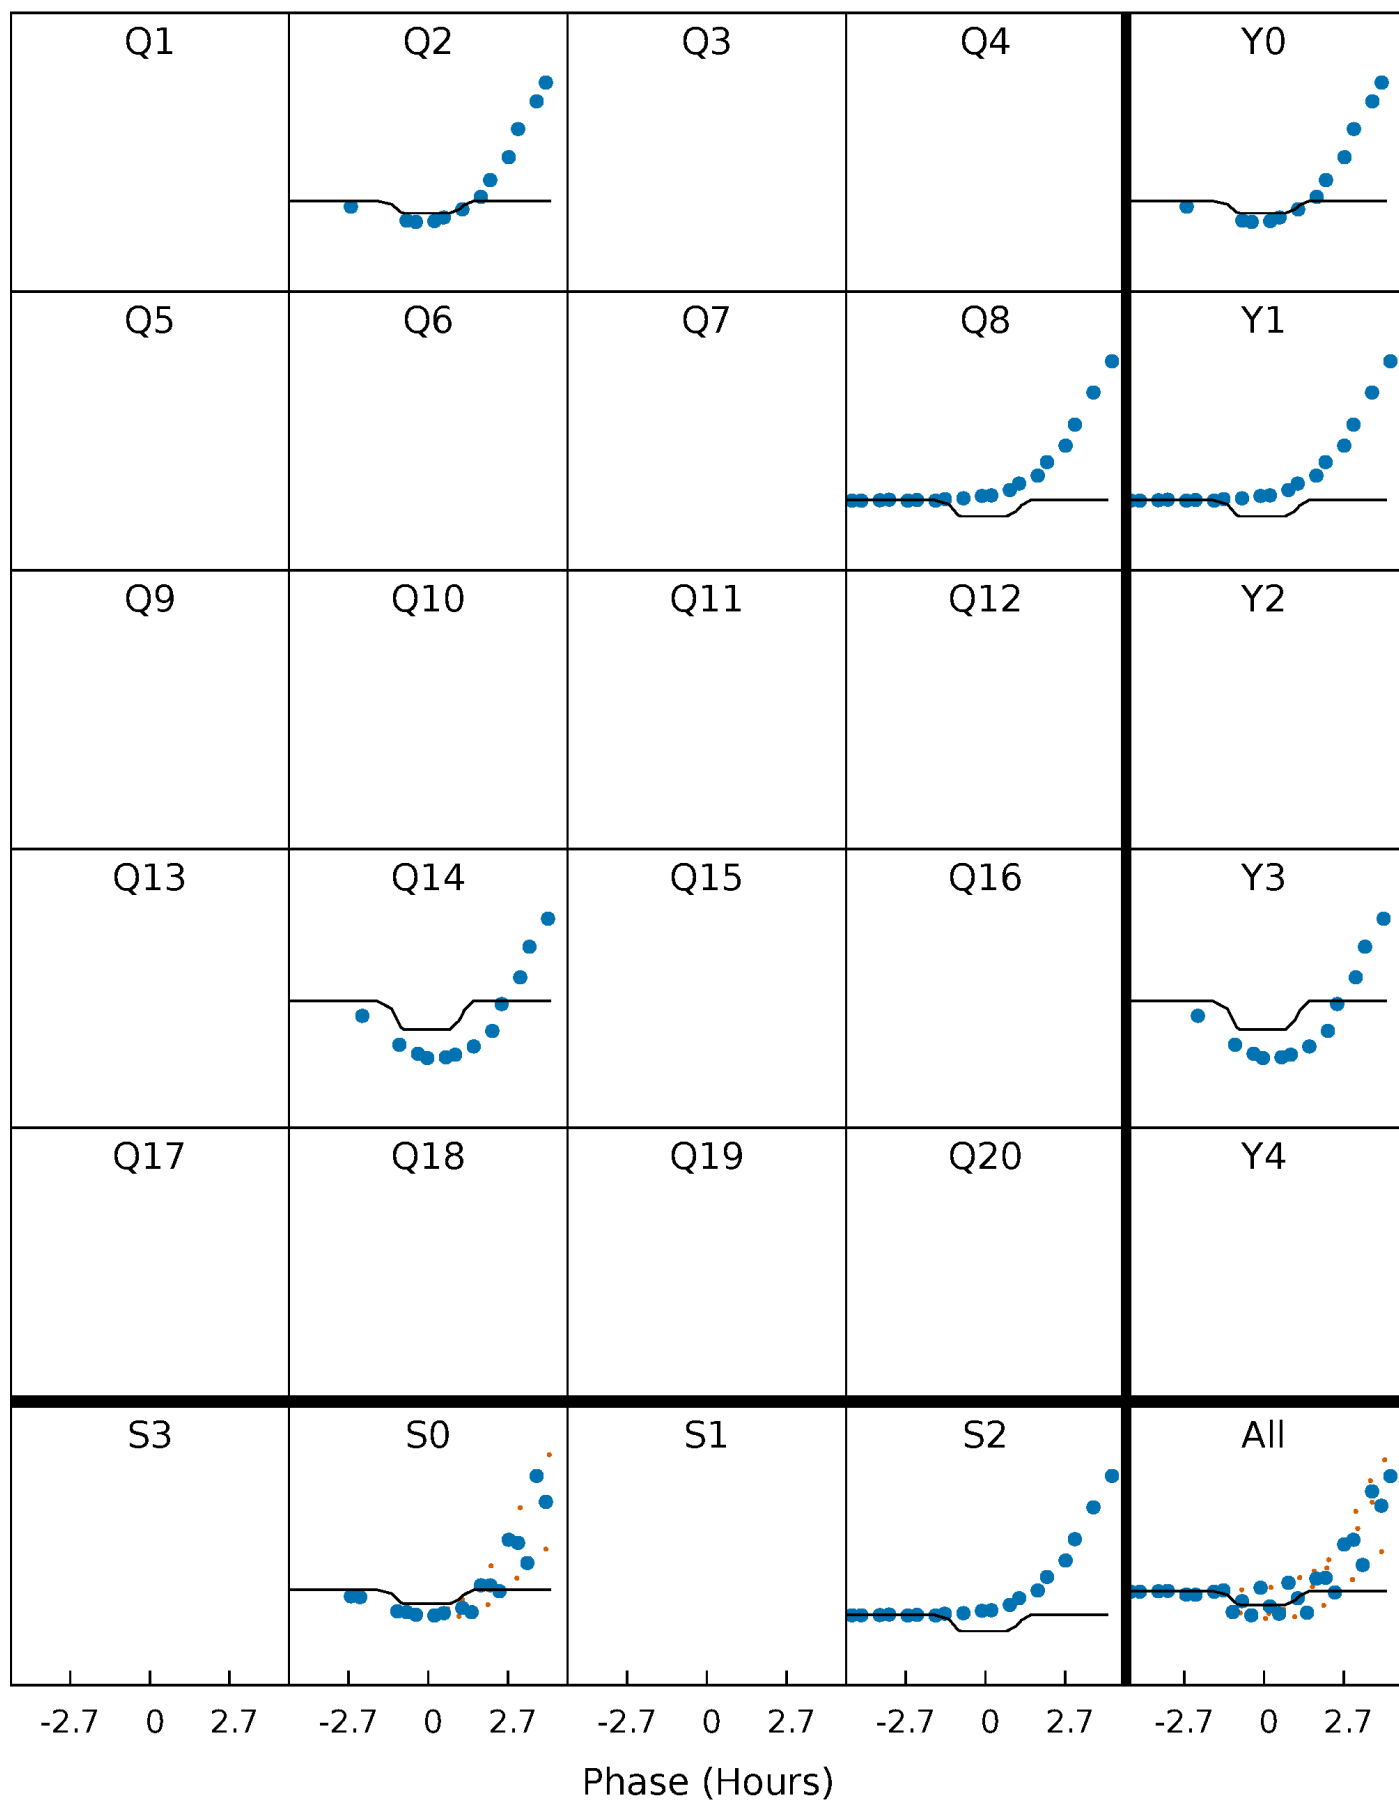 Q1 Q2 Q3 Q4 Y0
Q5 Q6 Q7 Q8 Y1
Q9 Q10 Q11 Q12 Y2
Q13 Q14 Q15 Q16 Y3
Q17 Q18 Q19 Q20 Y4
S3 S0 S1 S2 All
-2.7 0 2.7 -2.7 0 2.7 -2.7 0 2.7 -2.7 0 2.7 -2.7 0 2.7
Phase (Hours)